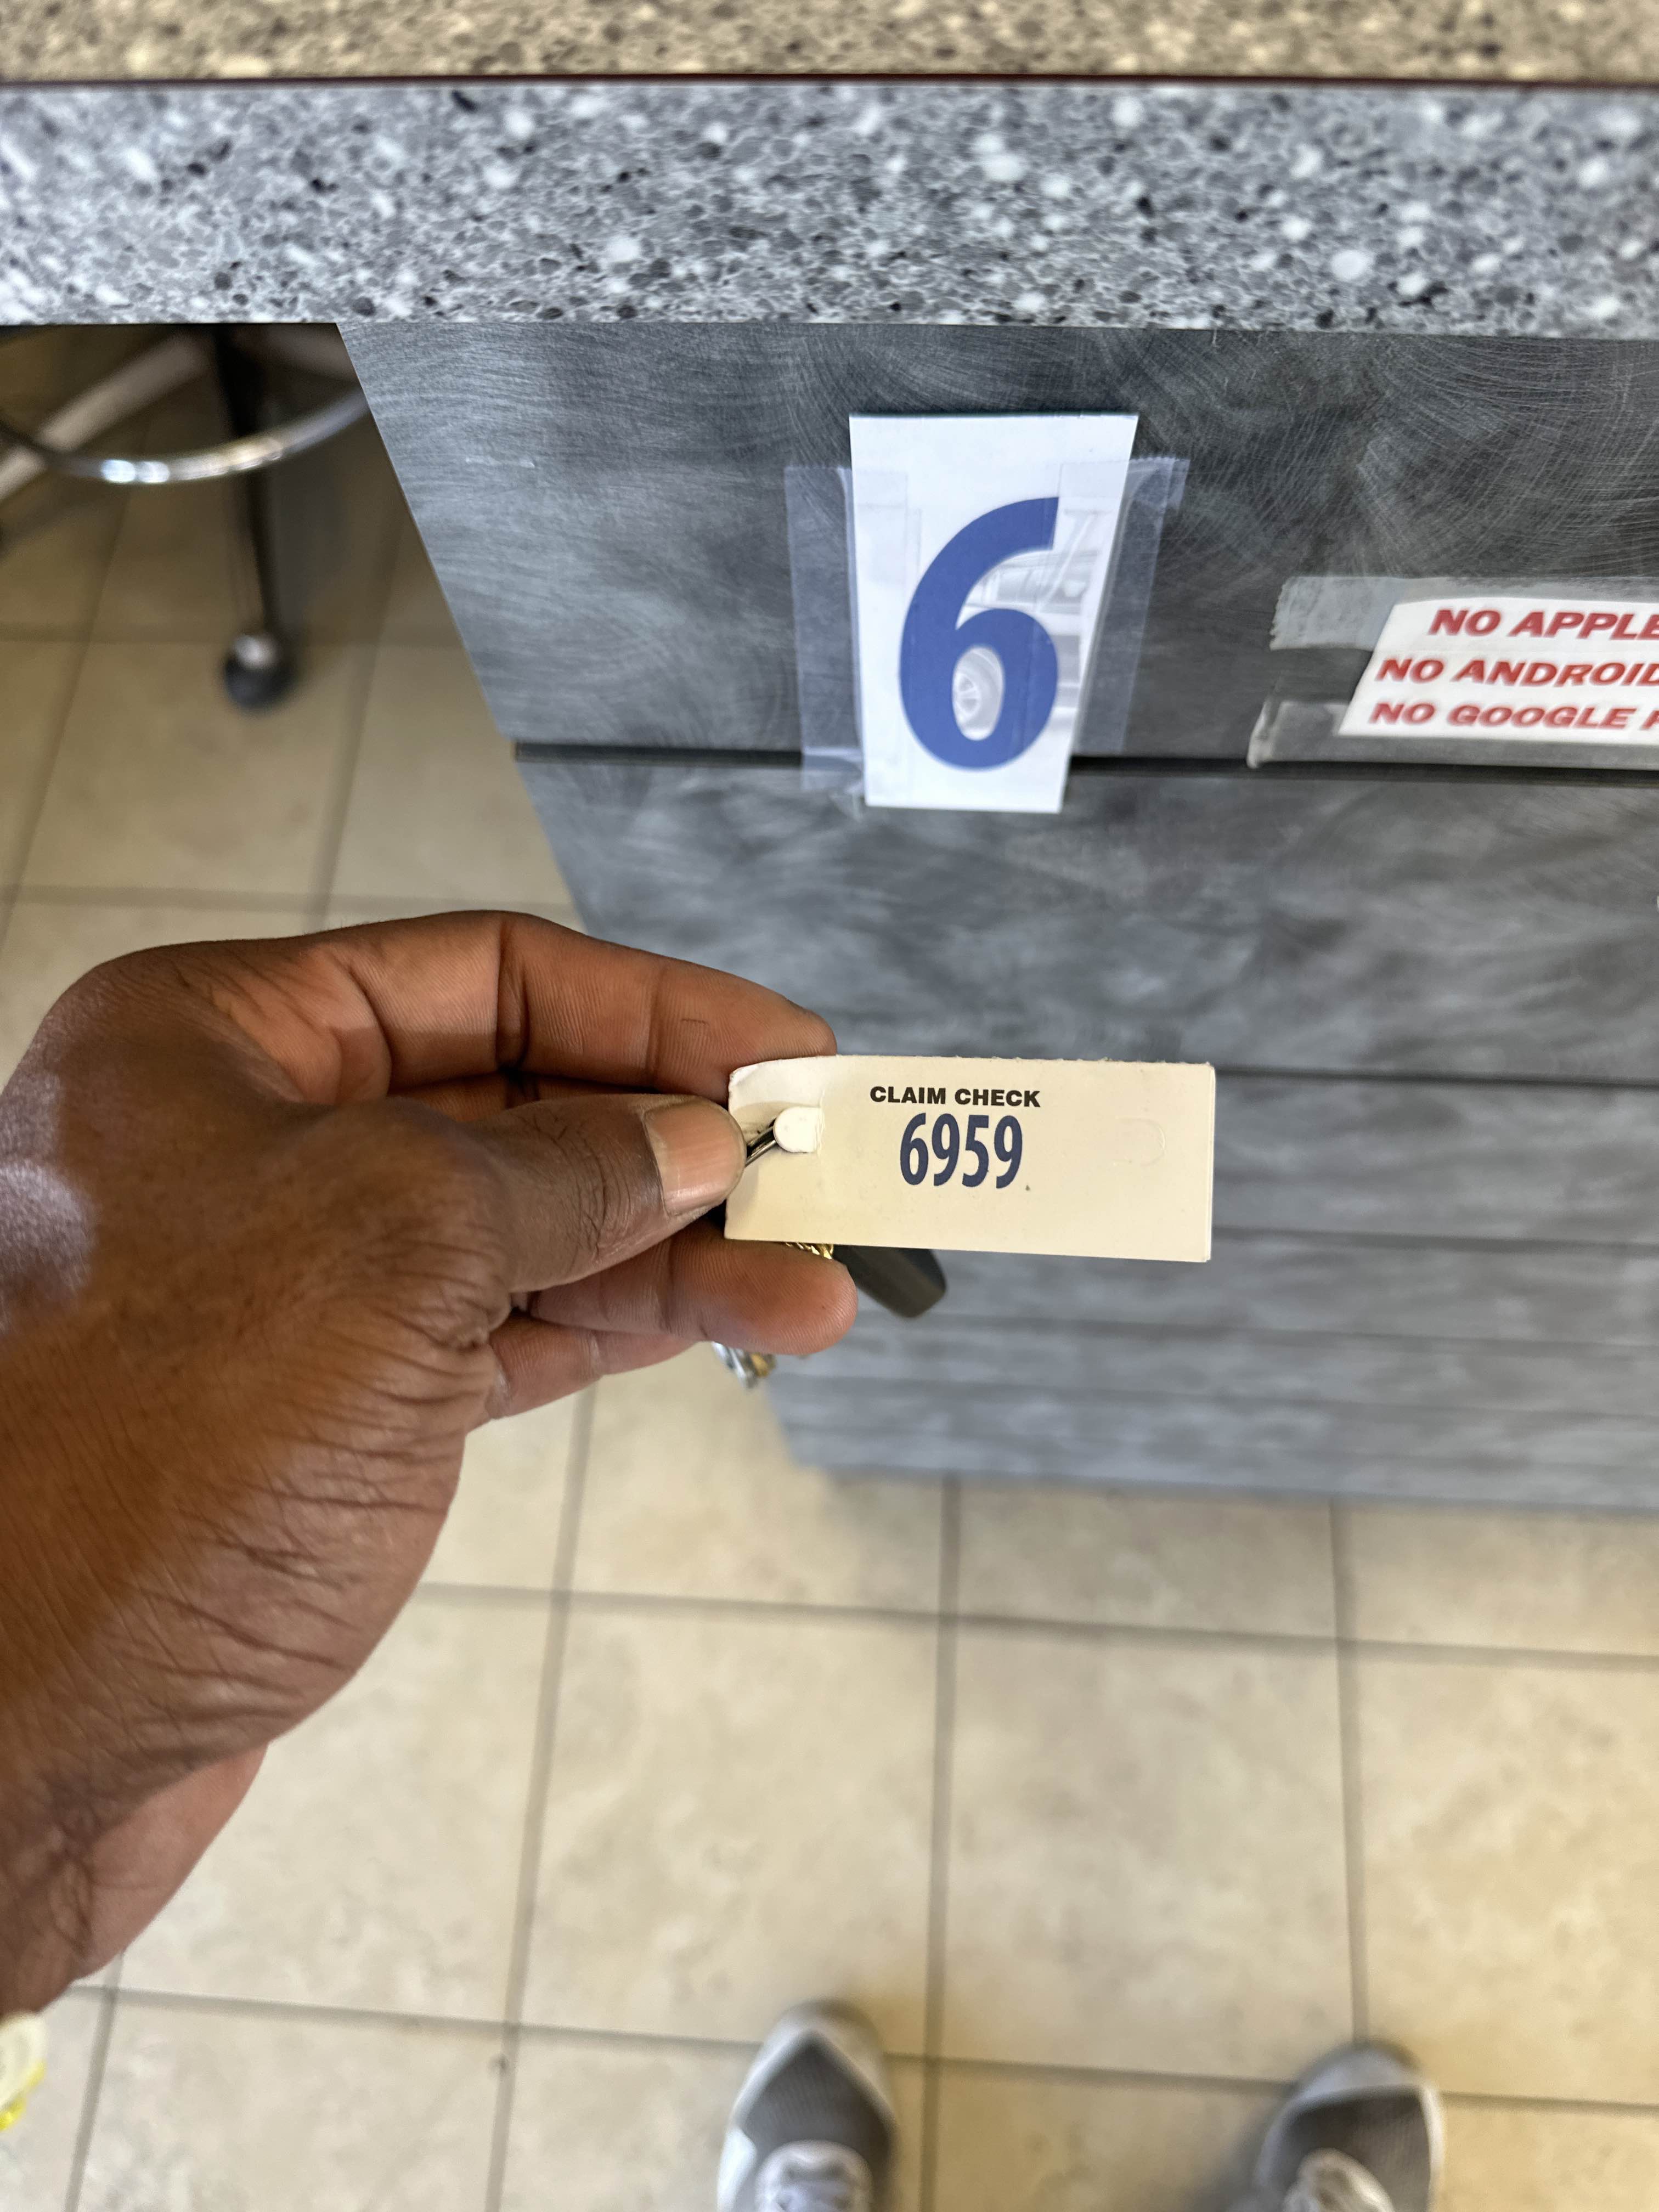 6
NO APPLE
NO ANDROID
NO GOOGLE
CLAIM CHECK
6959